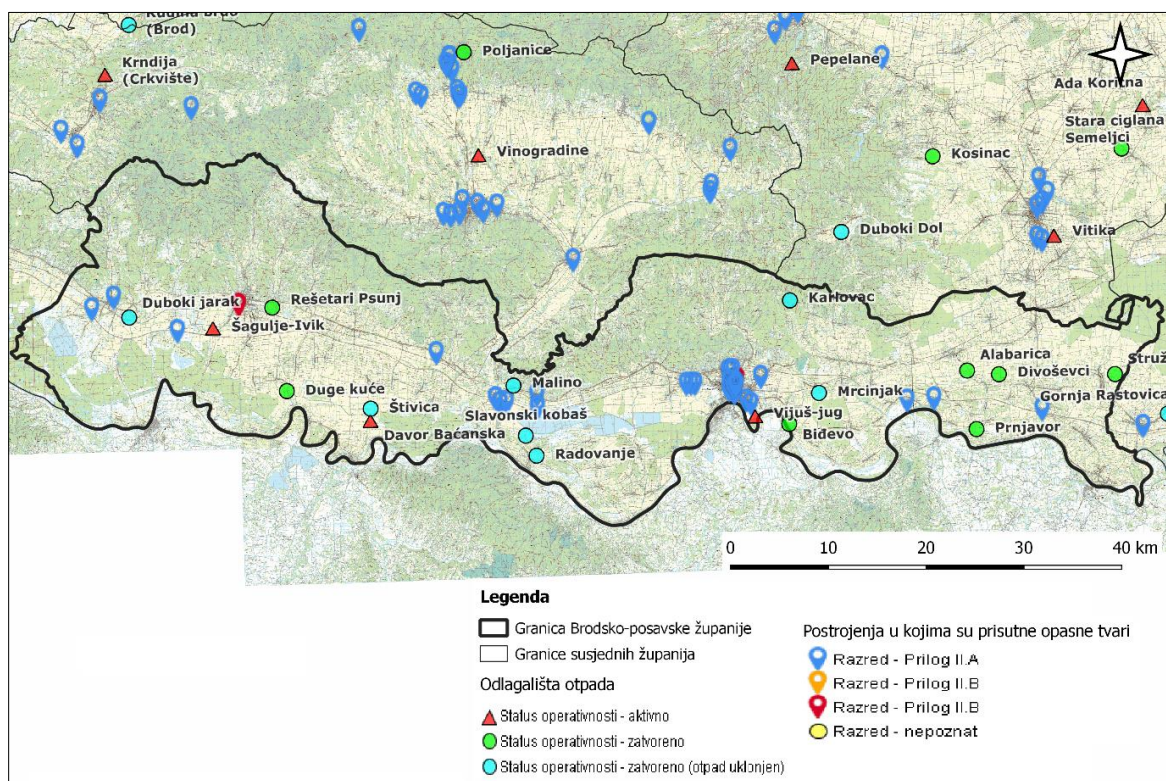 (Brod)
Krndija
(Crkvište)
Poljanice
Pepelane
Ada Koritna
Stara ciglana
Semeljci
Vinogradine
Kosinac
Duboki Dol
Vitika
Duboki jarak
Rešetari Psunj
Šagulje-Ivik
Karlovac
Alabarica
Divoševci
Struž
Duge kuće
Štivica
Malino
Mrcinjak
Gornja Rastovica
Slavonski kobaš
Vijuš-jug
Davor Baćanska
Biđevo
Prnjavor
Radovanje
0 10 20 30 40 km
Legenda
Granica Brodsko-posavske županije
Granice susjednih županija
Odlagališta otpada
Status operativnosti - aktivno
Status operativnosti - zatvoreno
Status operativnosti - zatvoreno (otpad uklonjen)
Postrojenja u kojima su prisutne opasne tvari
Razred - Prilog II.A
Razred - Prilog II.B
Razred - Prilog II.B
Razred - nepoznat